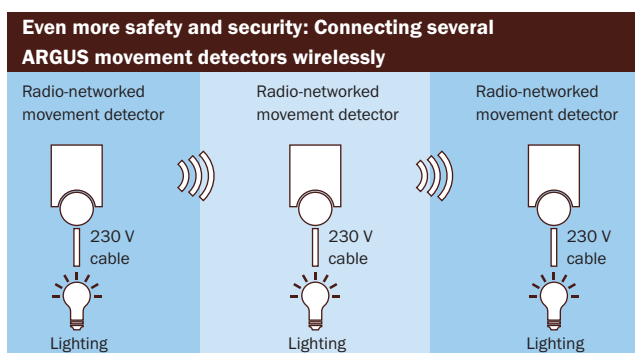 Even more safety and security: Connecting several
ARGUS movement detectors wirelessly
Radio-networked
movement detector
230 V
cable
Lighting
Radio-networked
movement detector
230 V
cable
Lighting
Radio-networked
movement detector
230 V
cable
Lighting